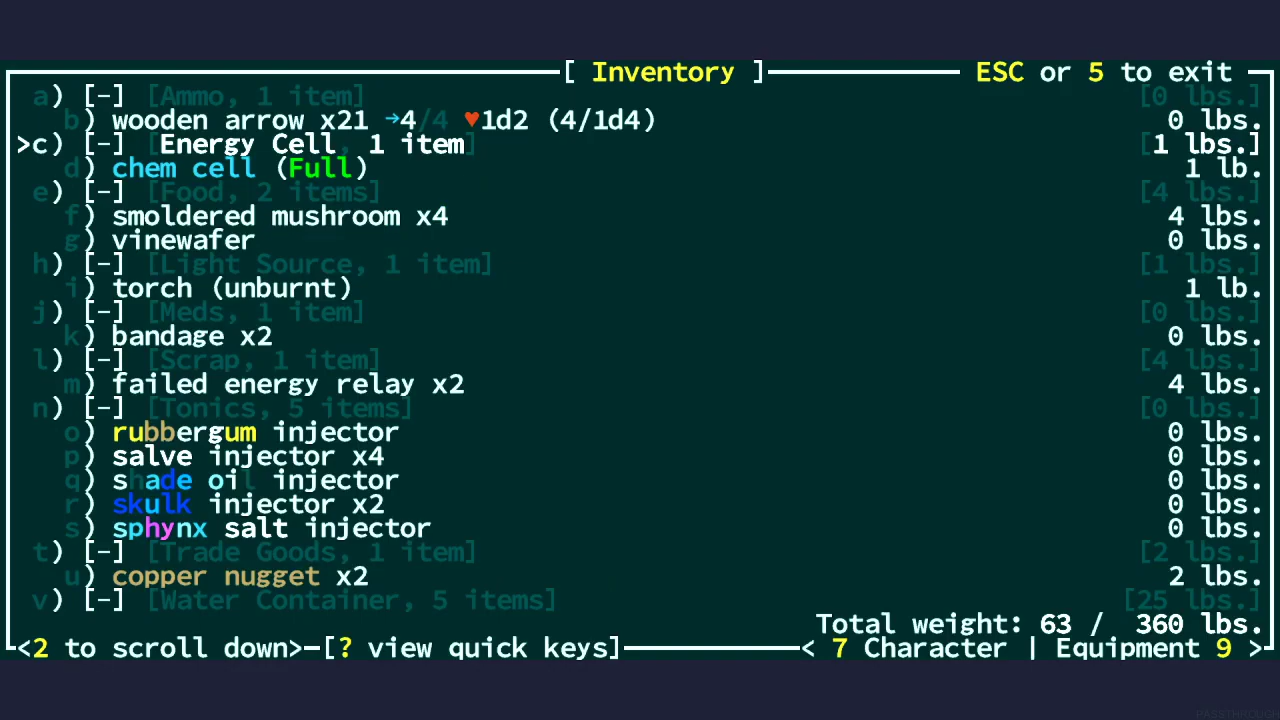 [ Inventory ] ESC or 5 to exit
a) [-] [Ammo, 1 item] [0 lbs.]
b) wooden arrow x21 →4/4 ♥1d2 (4/1d4) 0 lbs.
>c) [-] [Energy Cell, 1 item] [1 lbs.]
d) chem cell (Full) 1 lb.
e) [-] [Food, 2 items] [4 lbs.]
f) smoldered mushroom x4 4 lbs.
g) vinewafer 0 lbs.
h) [-] [Light Source, 1 item] [1 lbs.]
i) torch (unburnt) 1 lb.
j) [-] [Meds, 1 item] [0 lbs.]
k) bandage x2 0 lbs.
l) [-] [Scrap, 1 item] [4 lbs.]
m) failed energy relay x2 4 lbs.
n) [-] [Tonics, 5 items] [0 lbs.]
o) rubbergum injector 0 lbs.
p) salve injector x4 0 lbs.
q) shade oil injector 0 lbs.
r) skulk injector x2 0 lbs.
s) sphynx salt injector 0 lbs.
t) [-] [Trade Goods, 1 item] [2 lbs.]
u) copper nugget x2 2 lbs.
v) [-] [Water Container, 5 items] [25 lbs.]
Total weight: 63 / 360 lbs.
<2 to scroll down> [? view quick keys] < 7 Character | Equipment 9 >